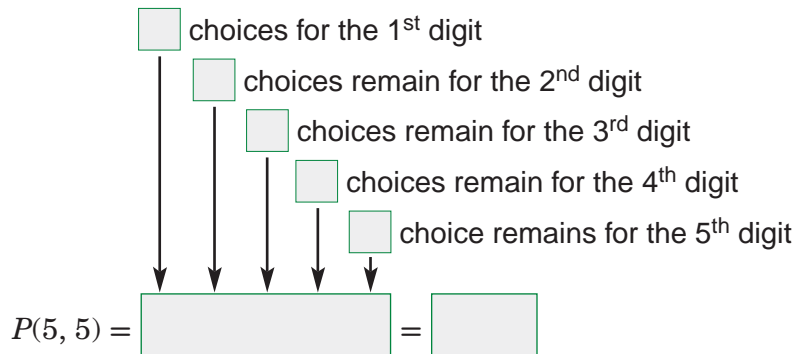 choices for the 1st digit
choices remain for the 2nd digit
choices remain for the 3rd digit
choices remain for the 4th digit
choice remains for the 5th digit
P(5, 5) = =